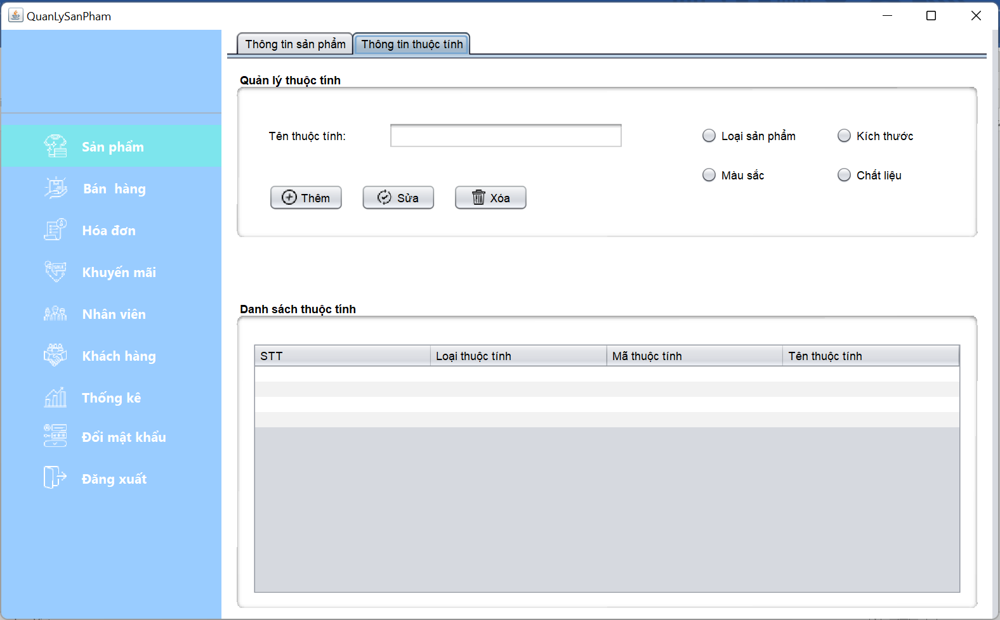 QuanLySanPham
Thông tin sản phẩm
Thông tin thuộc tính
Sản phẩm
Bán hàng
Hóa đơn
Khuyến mãi
Nhân viên
Khách hàng
Thống kê
Đổi mật khẩu
Đăng xuất
Quản lý thuộc tính
Tên thuộc tính:
Loại sản phẩm
Kích thước
Màu sắc
Chất liệu
Thêm
Sửa
Xóa
Danh sách thuộc tính
STT
Loại thuộc tính
Mã thuộc tính
Tên thuộc tính